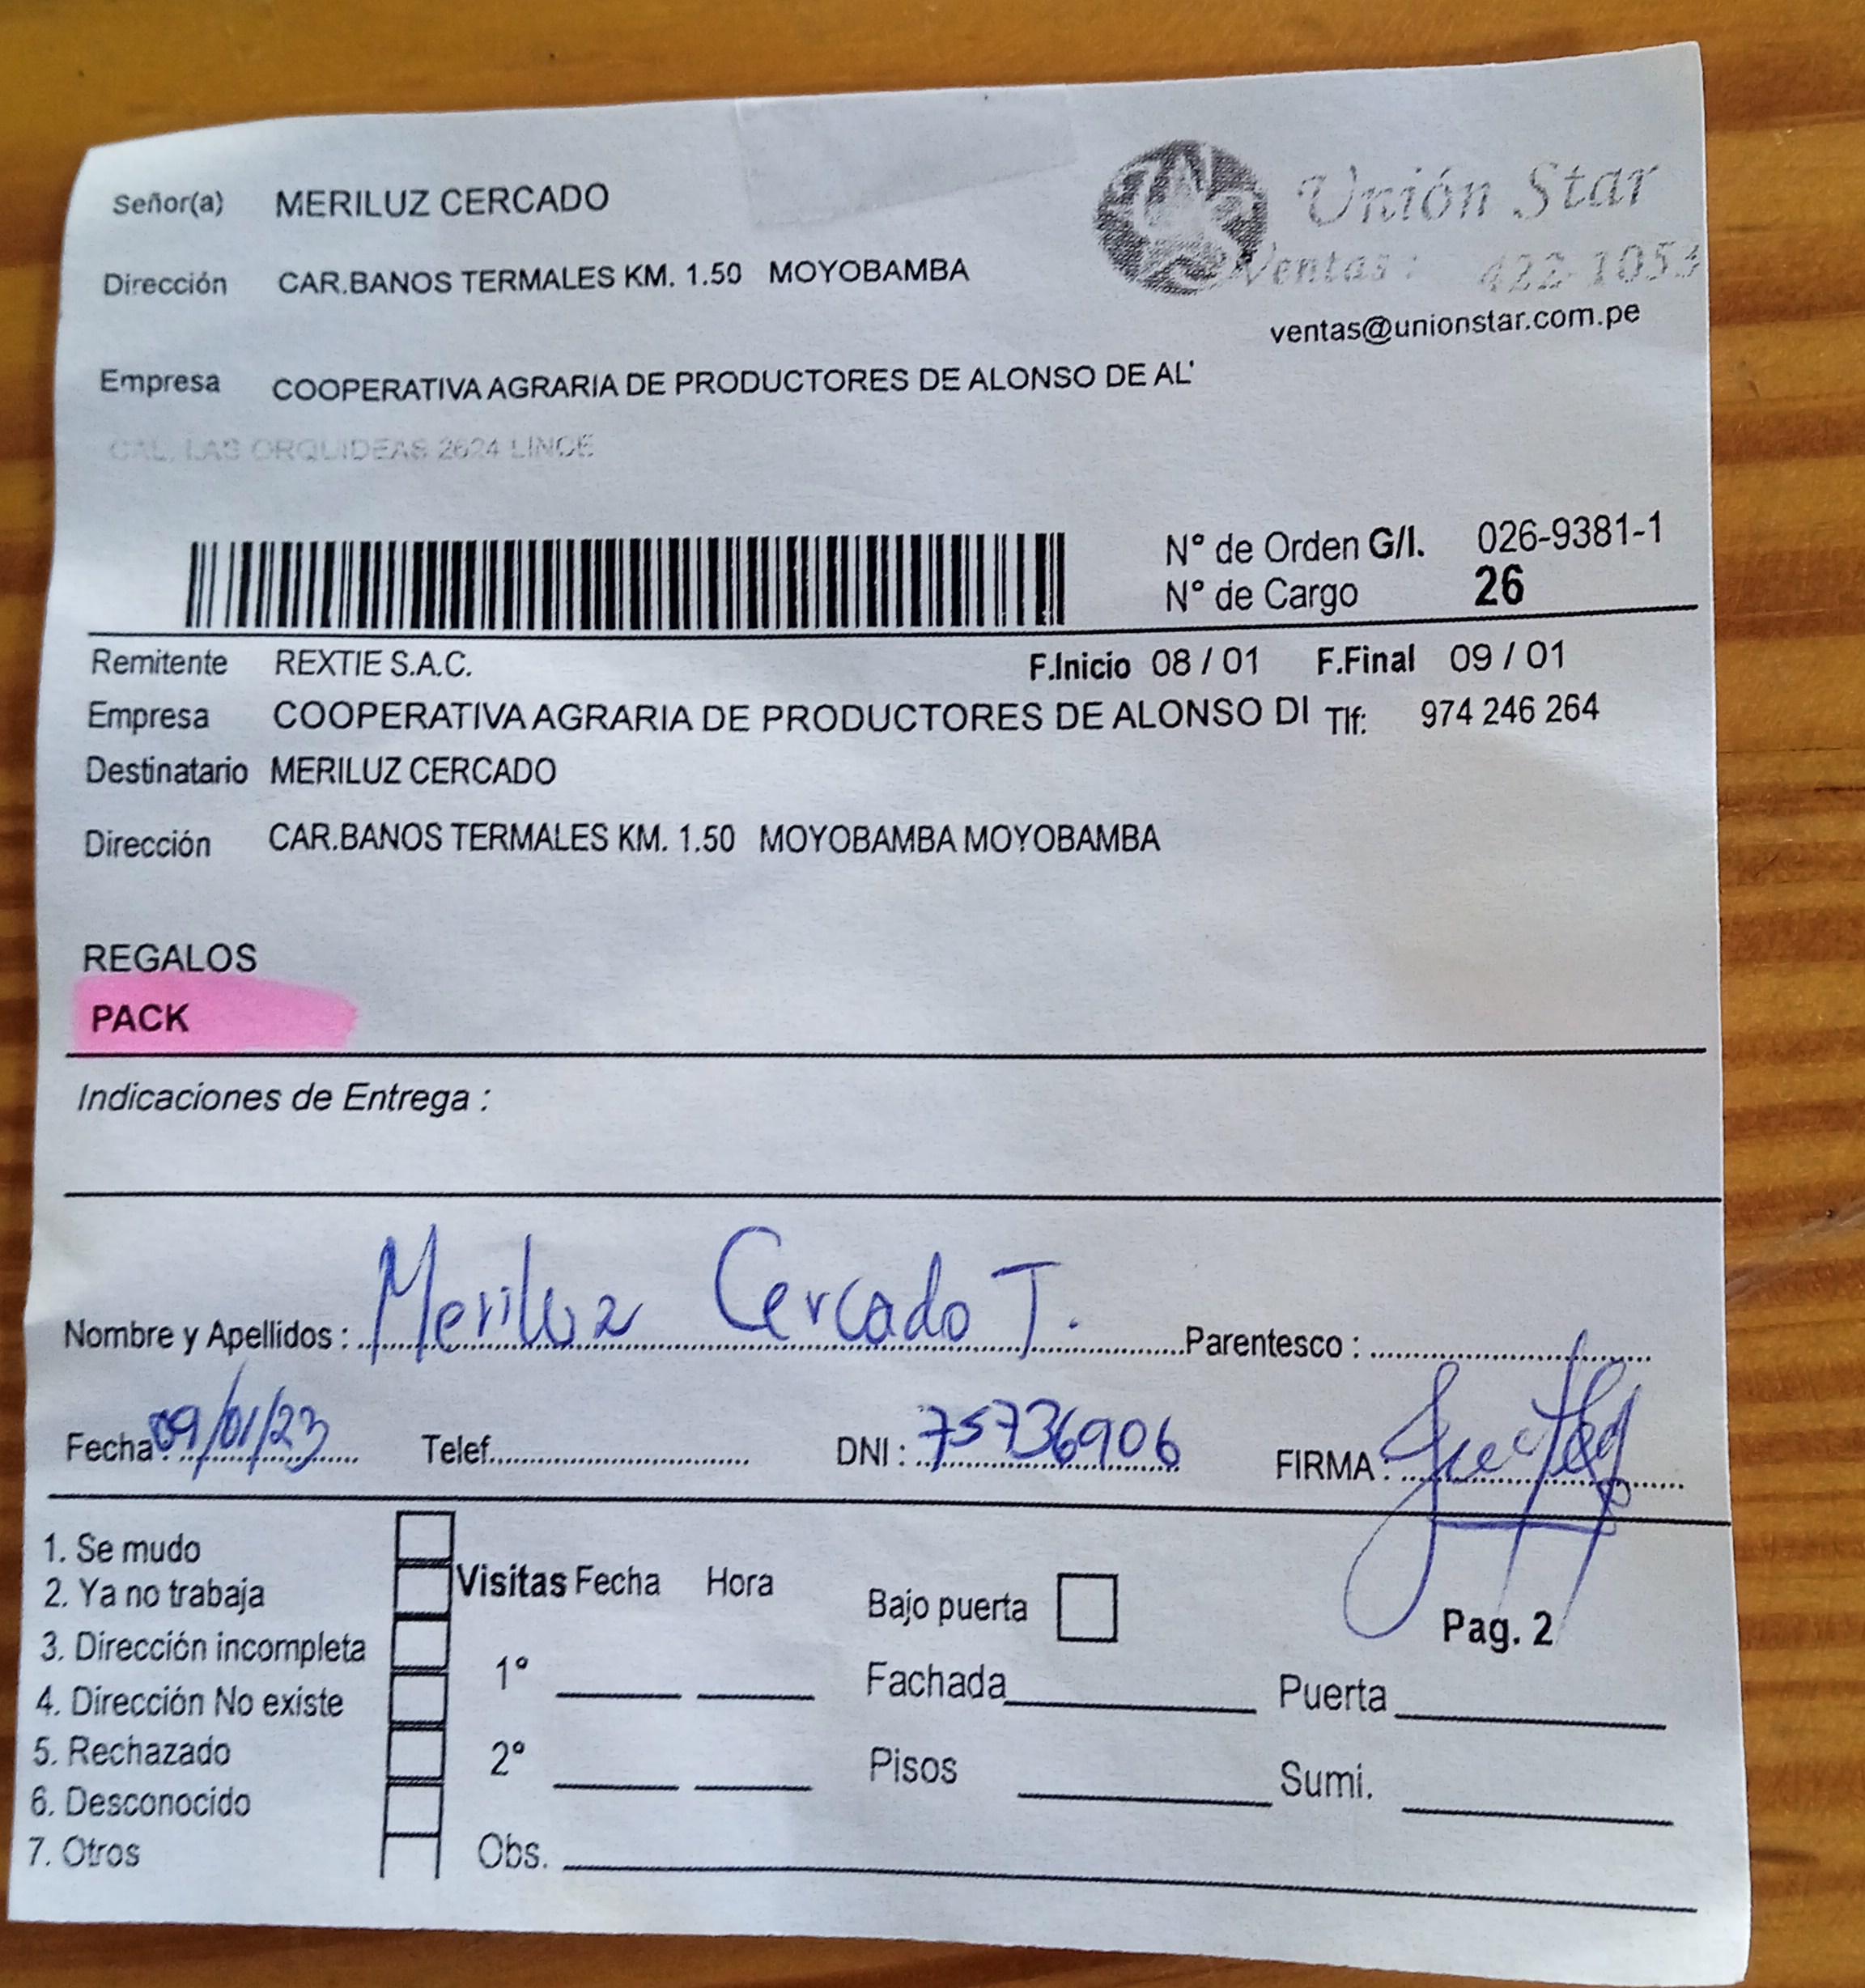 Señor(a) MERILUZ CERCADO
Unión Star
Dirección CAR.BANOS TERMALES KM. 1.50 MOYOBAMBA
Ventas: 422 1053
ventas@unionstar.com.pe
Empresa COOPERATIVA AGRARIA DE PRODUCTORES DE ALONSO DE AL'
CAL. LAS ORQUIDEAS 2624 LINCE
N° de Orden G/I. 026-9381-1
N° de Cargo 26
Remitente REXTIE S.A.C. F.Inicio 08 / 01 F.Final 09 / 01
Empresa COOPERATIVA AGRARIA DE PRODUCTORES DE ALONSO DI Tlf: 974 246 264
Destinatario MERILUZ CERCADO
Dirección CAR.BANOS TERMALES KM. 1.50 MOYOBAMBA MOYOBAMBA
REGALOS
PACK
Indicaciones de Entrega :
Nombre y Apellidos : Meriluz Cercado T. Parentesco :
Fecha : 09/01/23 Telef. DNI : 75736906 FIRMA :
1. Se mudo
2. Ya no trabaja
3. Dirección incompleta
4. Dirección No existe
5. Rechazado
6. Desconocido
7. Otros
Visitas Fecha Hora
1°
2°
Obs.
Bajo puerta
Pag. 2
Fachada Puerta
Pisos Sumi.